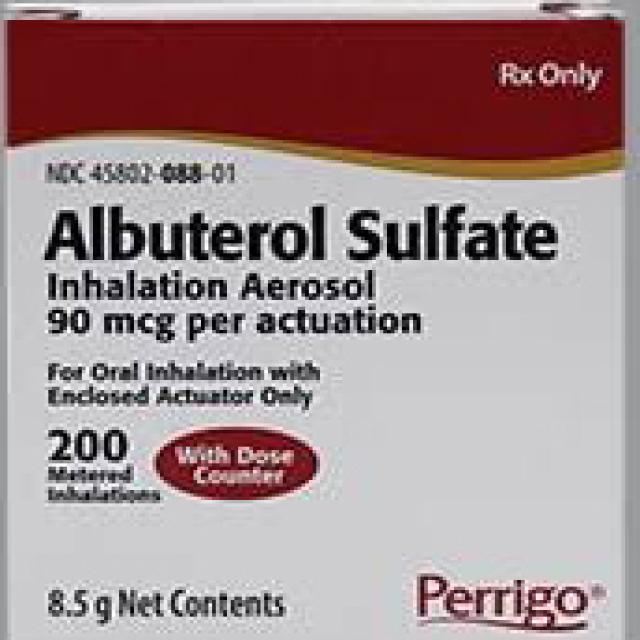 Rx Only
NDC 45802-088-01
Albuterol Sulfate
Inhalation Aerosol
90 mcg per actuation
For Oral Inhalation with
Enclosed Actuator Only
200
Metered
Inhalations
With Dose
Counter
8.5 g Net Contents
Perrigo®